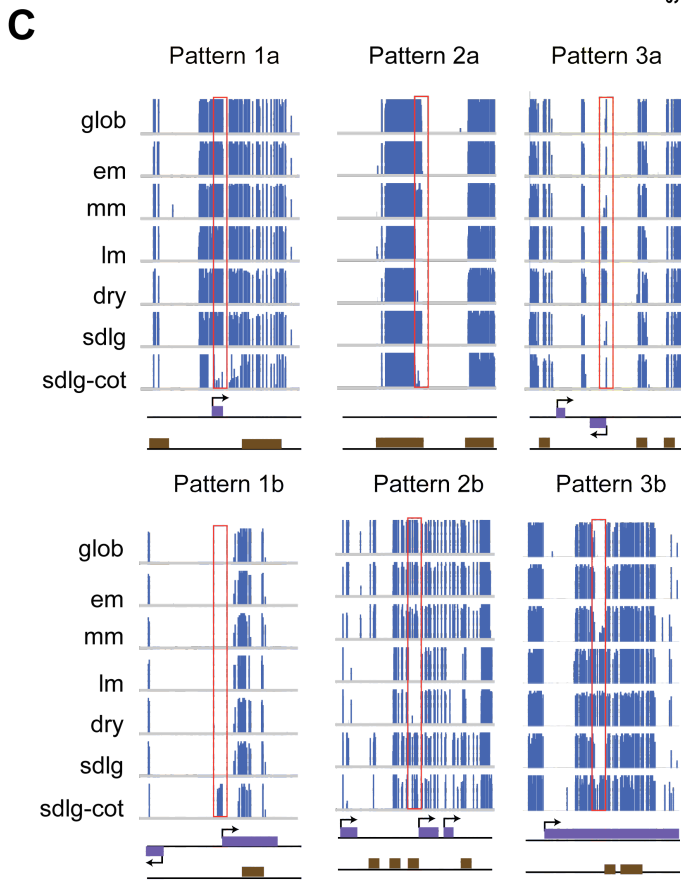 C
Pattern 1a Pattern 2a Pattern 3a
glob
em
mm
lm
dry
sdlg
sdlg-cot
Pattern 1b Pattern 2b Pattern 3b
glob
em
mm
lm
dry
sdlg
sdlg-cot